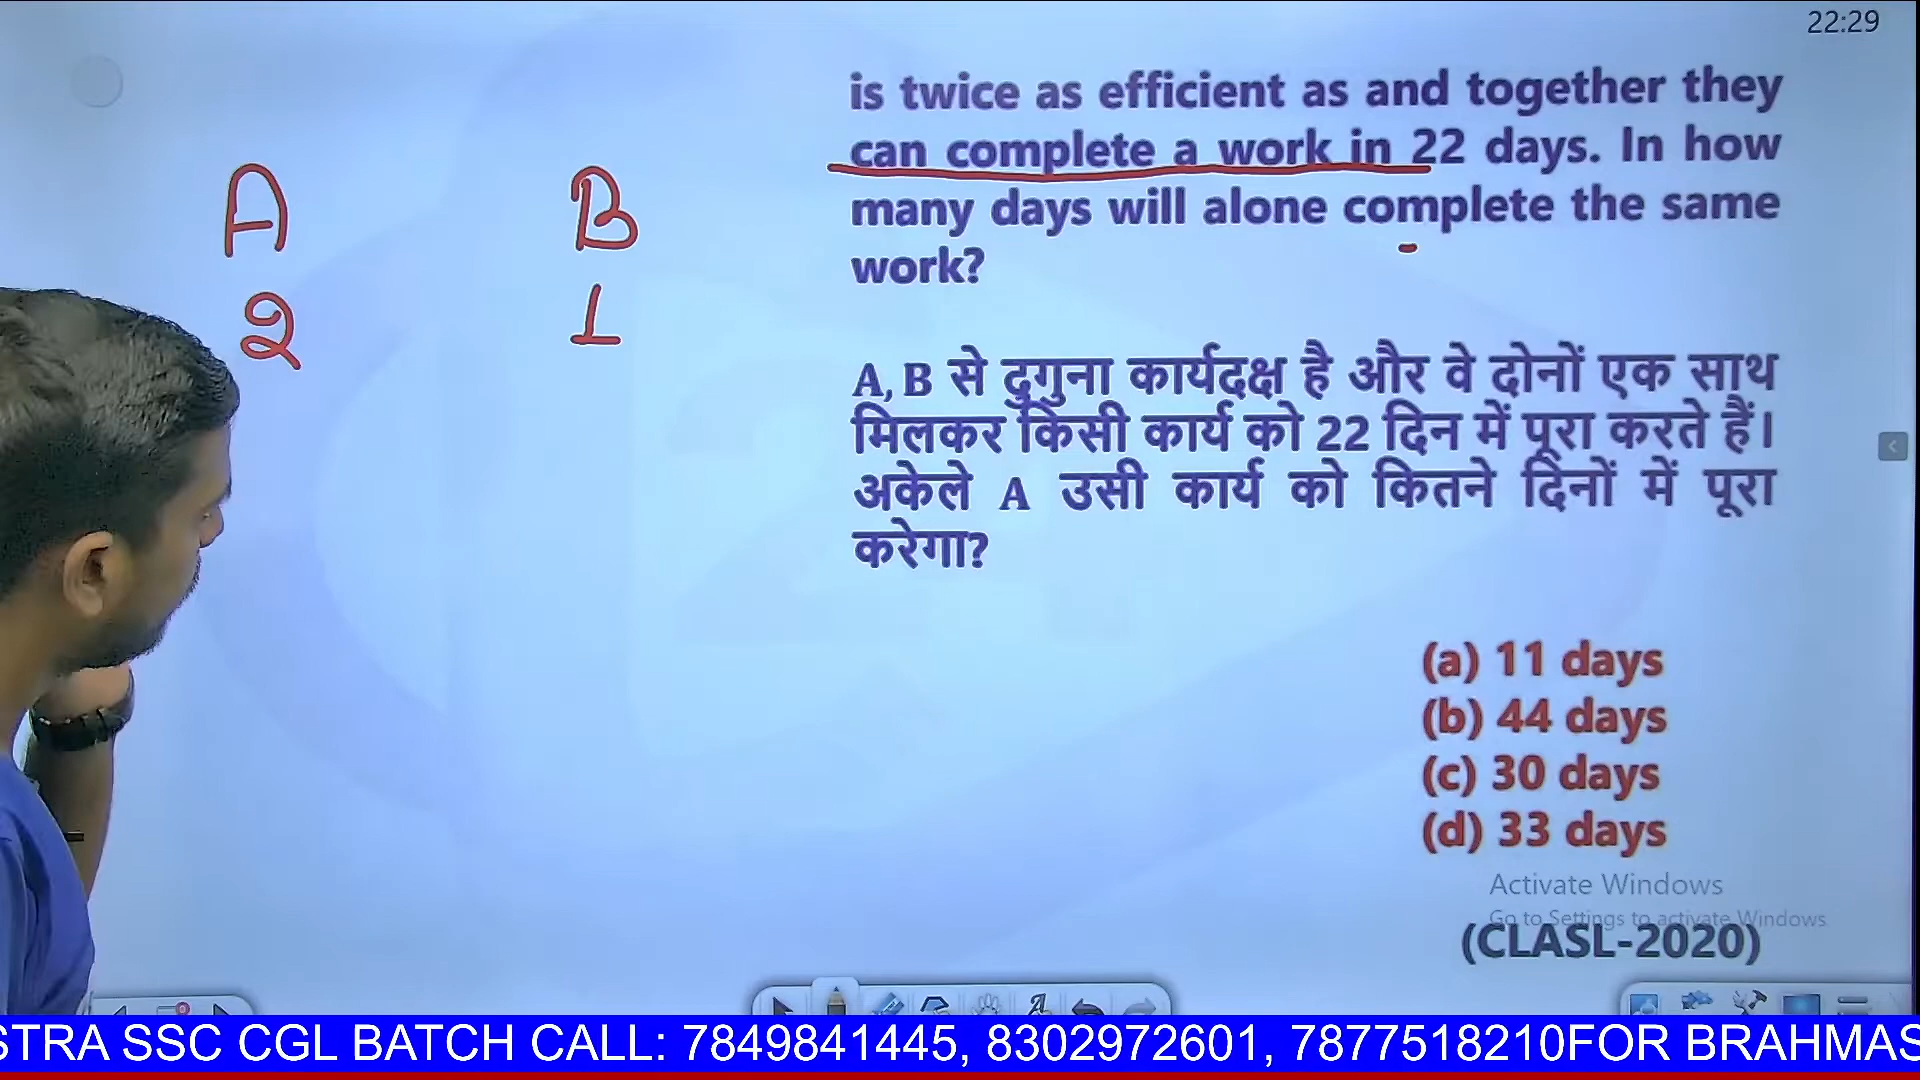 22:29
is twice as efficient as and together they
can complete a work in 22 days. In how
many days will alone complete the same
work?
A B
2 1
A, B से दुगुना कार्यदक्ष है और वे दोनों एक साथ
मिलकर किसी कार्य को 22 दिन में पूरा करते हैं।
अकेले A उसी कार्य को कितने दिनों में पूरा
करेगा?
(a) 11 days
(b) 44 days
(c) 30 days
(d) 33 days
Activate Windows
Go to Settings to activate Windows
(CLASL-2020)
STRA SSC CGL BATCH CALL: 7849841445, 8302972601, 7877518210FOR BRAHMAS